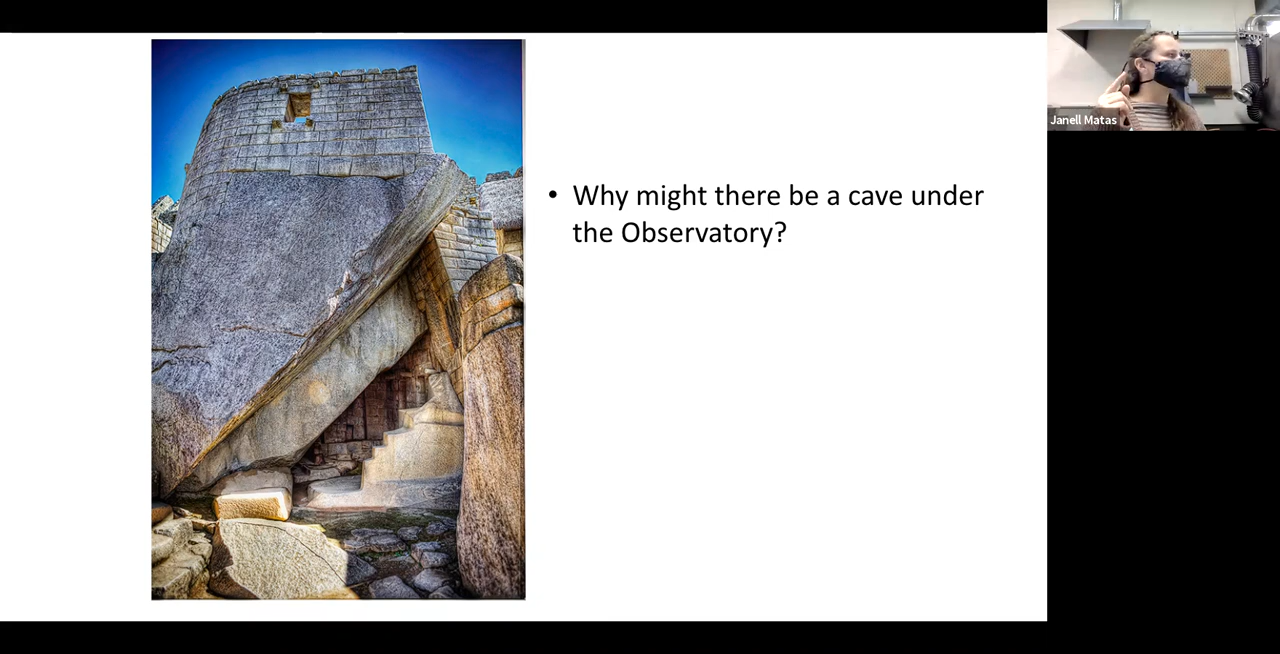 • Why might there be a cave under
the Observatory?
Janell Matas